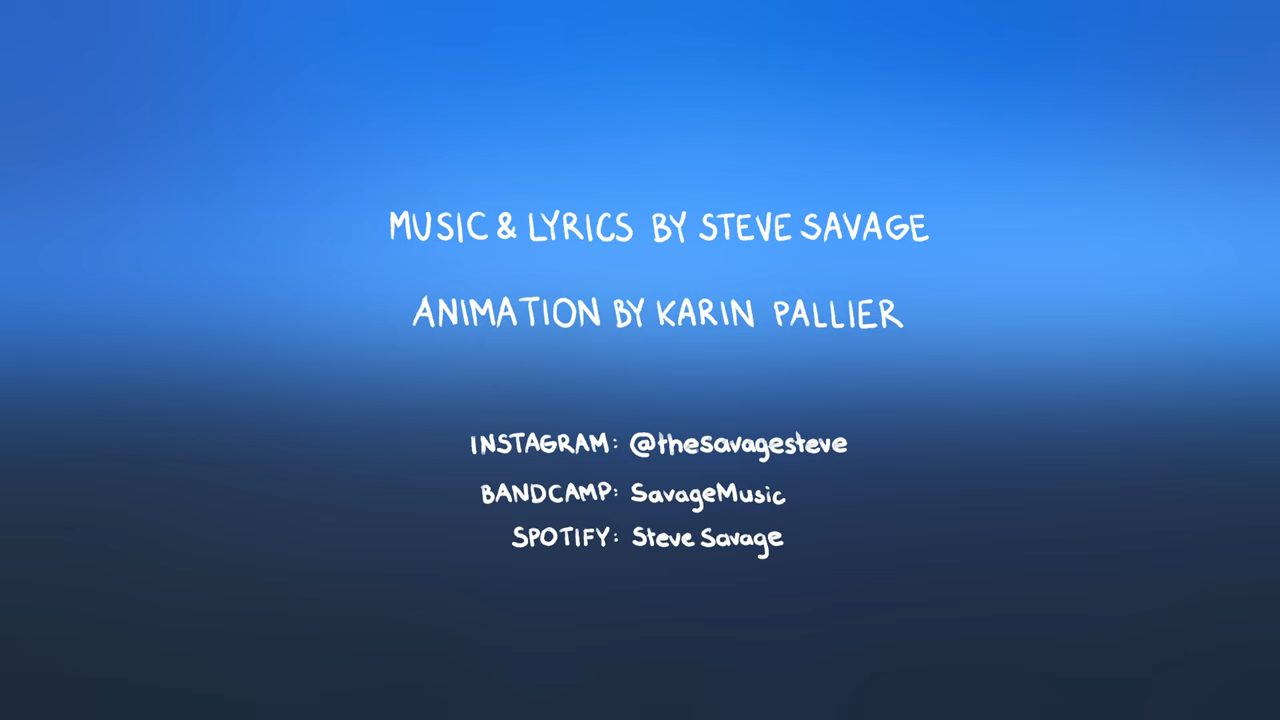 MUSIC & LYRICS BY STEVE SAVAGE
ANIMATION BY KARIN PALLIER
INSTAGRAM: @thesavagesteve
BANDCAMP: SavageMusic
SPOTIFY: Steve Savage